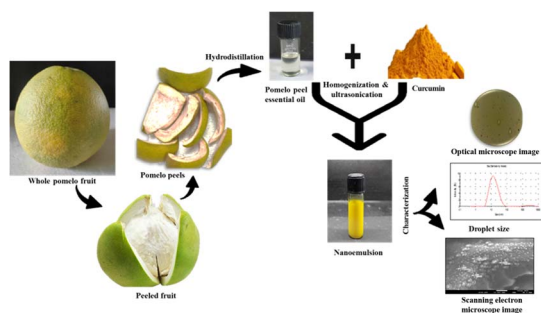 Hydrodistillation
Pomelo peel
essential oil
Homogenization &
ultrasonication
Curcumin
Whole pomelo fruit
Pomelo peels
Optical microscope image
Characterization
Droplet size
Nanoemulsion
Peeled fruit
Scanning electron
microscope image